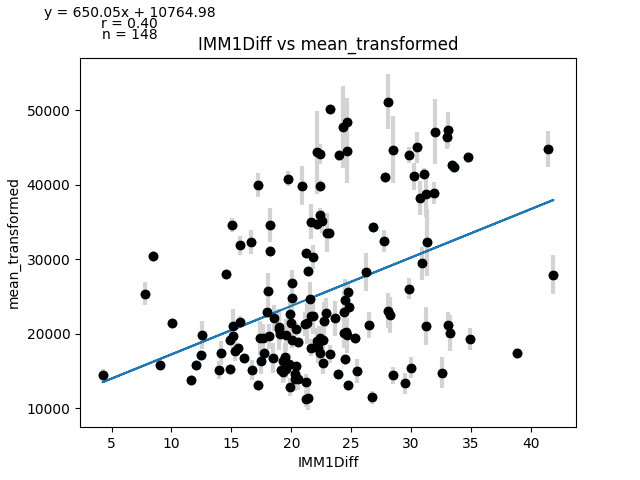 y = 650.05x + 10764.98
r = 0.40
n = 148
IMM1Diff vs mean_transformed
50000
40000
30000
20000
10000
mean_transformed
5 10 15 20 25 30 35 40
IMM1Diff